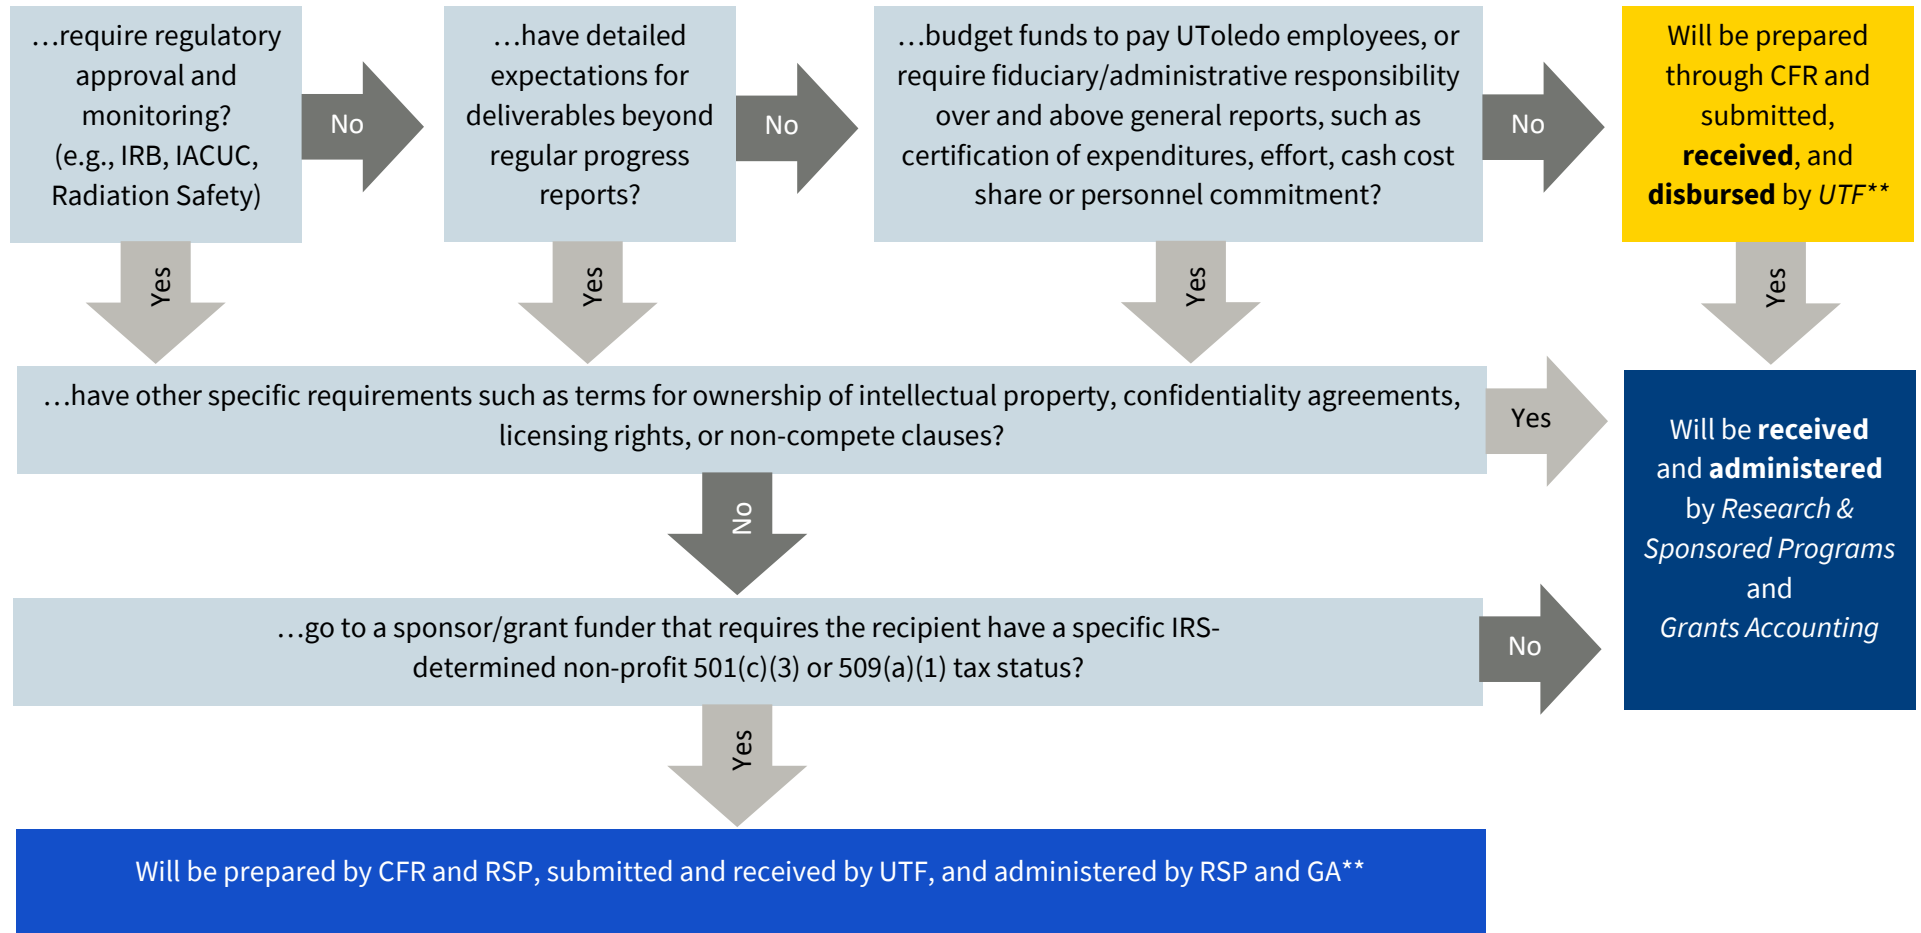 …require regulatory
approval and
monitoring?
(e.g., IRB, IACUC,
Radiation Safety)
No
…have detailed
expectations for
deliverables beyond
regular progress
reports?
No
…budget funds to pay UToledo employees, or
require fiduciary/administrative responsibility
over and above general reports, such as
certification of expenditures, effort, cash cost
share or personnel commitment?
No
Will be prepared
through CFR and
submitted,
received, and
disbursed by UTF**
Yes
Yes
Yes
Yes
…have other specific requirements such as terms for ownership of intellectual property, confidentiality agreements,
licensing rights, or non-compete clauses?
Yes
Will be received
and administered
by Research &
Sponsored Programs
and
Grants Accounting
No
…go to a sponsor/grant funder that requires the recipient have a specific IRS-
determined non-profit 501(c)(3) or 509(a)(1) tax status?
No
Yes
Will be prepared by CFR and RSP, submitted and received by UTF, and administered by RSP and GA**